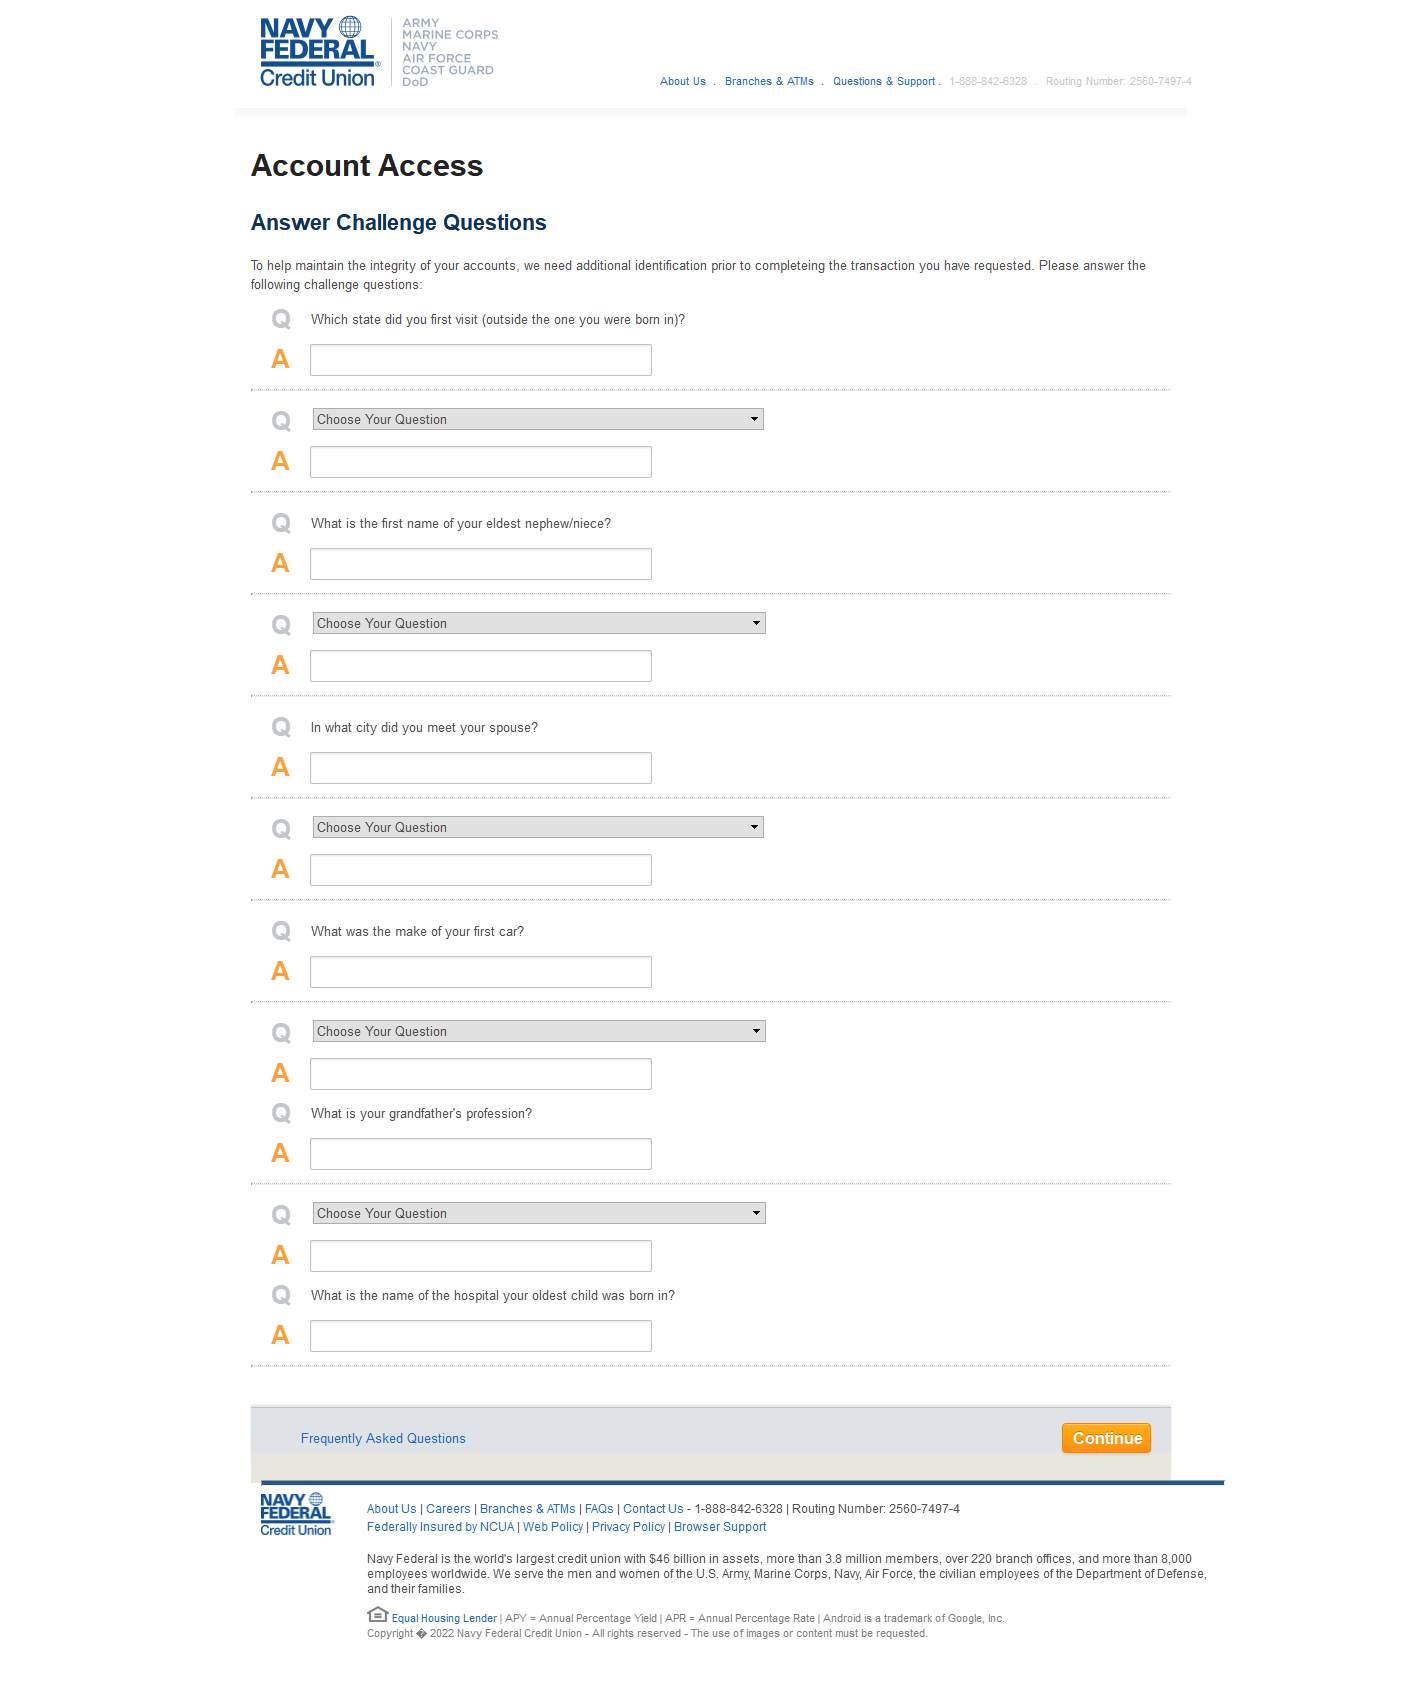 NAVY
FEDERAL
Credit Union
ARMY
MARINE CORPS
NAVY
AIR FORCE
COAST GUARD
DoD
About Us . Branches & ATMs . Questions & Support . 1-888-842-6328 . Routing Number: 2560-7497-4
Account Access
Answer Challenge Questions
To help maintain the integrity of your accounts, we need additional identification prior to completeing the transaction you have requested. Please answer the
following challenge questions:
Q Which state did you first visit (outside the one you were born in)?
A
Q Choose Your Question
A
Q What is the first name of your eldest nephew/niece?
A
Q Choose Your Question
A
Q In what city did you meet your spouse?
A
Q Choose Your Question
A
Q What was the make of your first car?
A
Q Choose Your Question
A
Q What is your grandfather's profession?
A
Q Choose Your Question
A
Q What is the name of the hospital your oldest child was born in?
A
Frequently Asked Questions
Continue
NAVY
FEDERAL
Credit Union
About Us | Careers | Branches & ATMs | FAQs | Contact Us - 1-888-842-6328 | Routing Number: 2560-7497-4
Federally Insured by NCUA | Web Policy | Privacy Policy | Browser Support
Navy Federal is the world's largest credit union with $46 billion in assets, more than 3.8 million members, over 220 branch offices, and more than 8,000
employees worldwide. We serve the men and women of the U.S. Army, Marine Corps, Navy, Air Force, the civilian employees of the Department of Defense,
and their families.
Equal Housing Lender | APY = Annual Percentage Yield | APR = Annual Percentage Rate | Android is a trademark of Google, Inc.
Copyright � 2022 Navy Federal Credit Union - All rights reserved - The use of images or content must be requested.